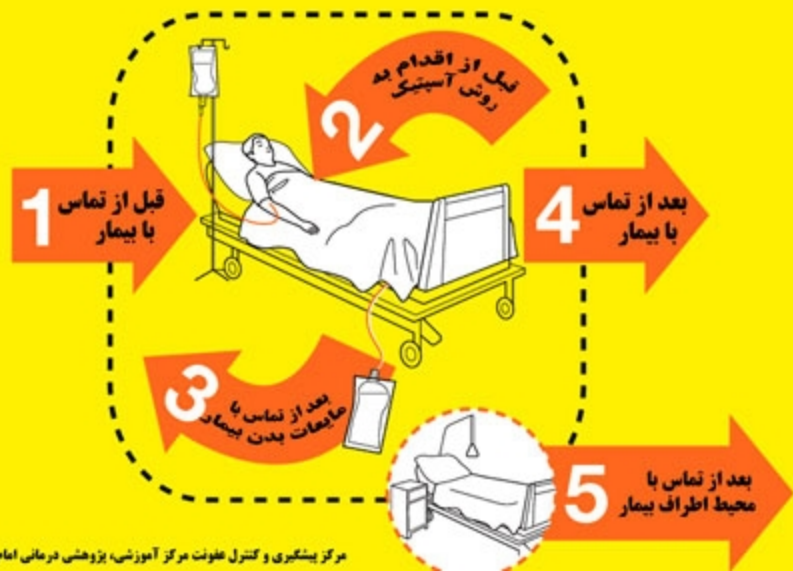 1
قبل از تماس
با بیمار
2
قبل از اقدام به
روش آسپتیک
3
بعد از تماس با
مایعات بدن بیمار
4
بعد از تماس
با بیمار
5
بعد از تماس با
محیط اطراف بیمار
مرکز پیشگیری و کنترل عفونت مرکز آموزشی، پژوهشی درمانی